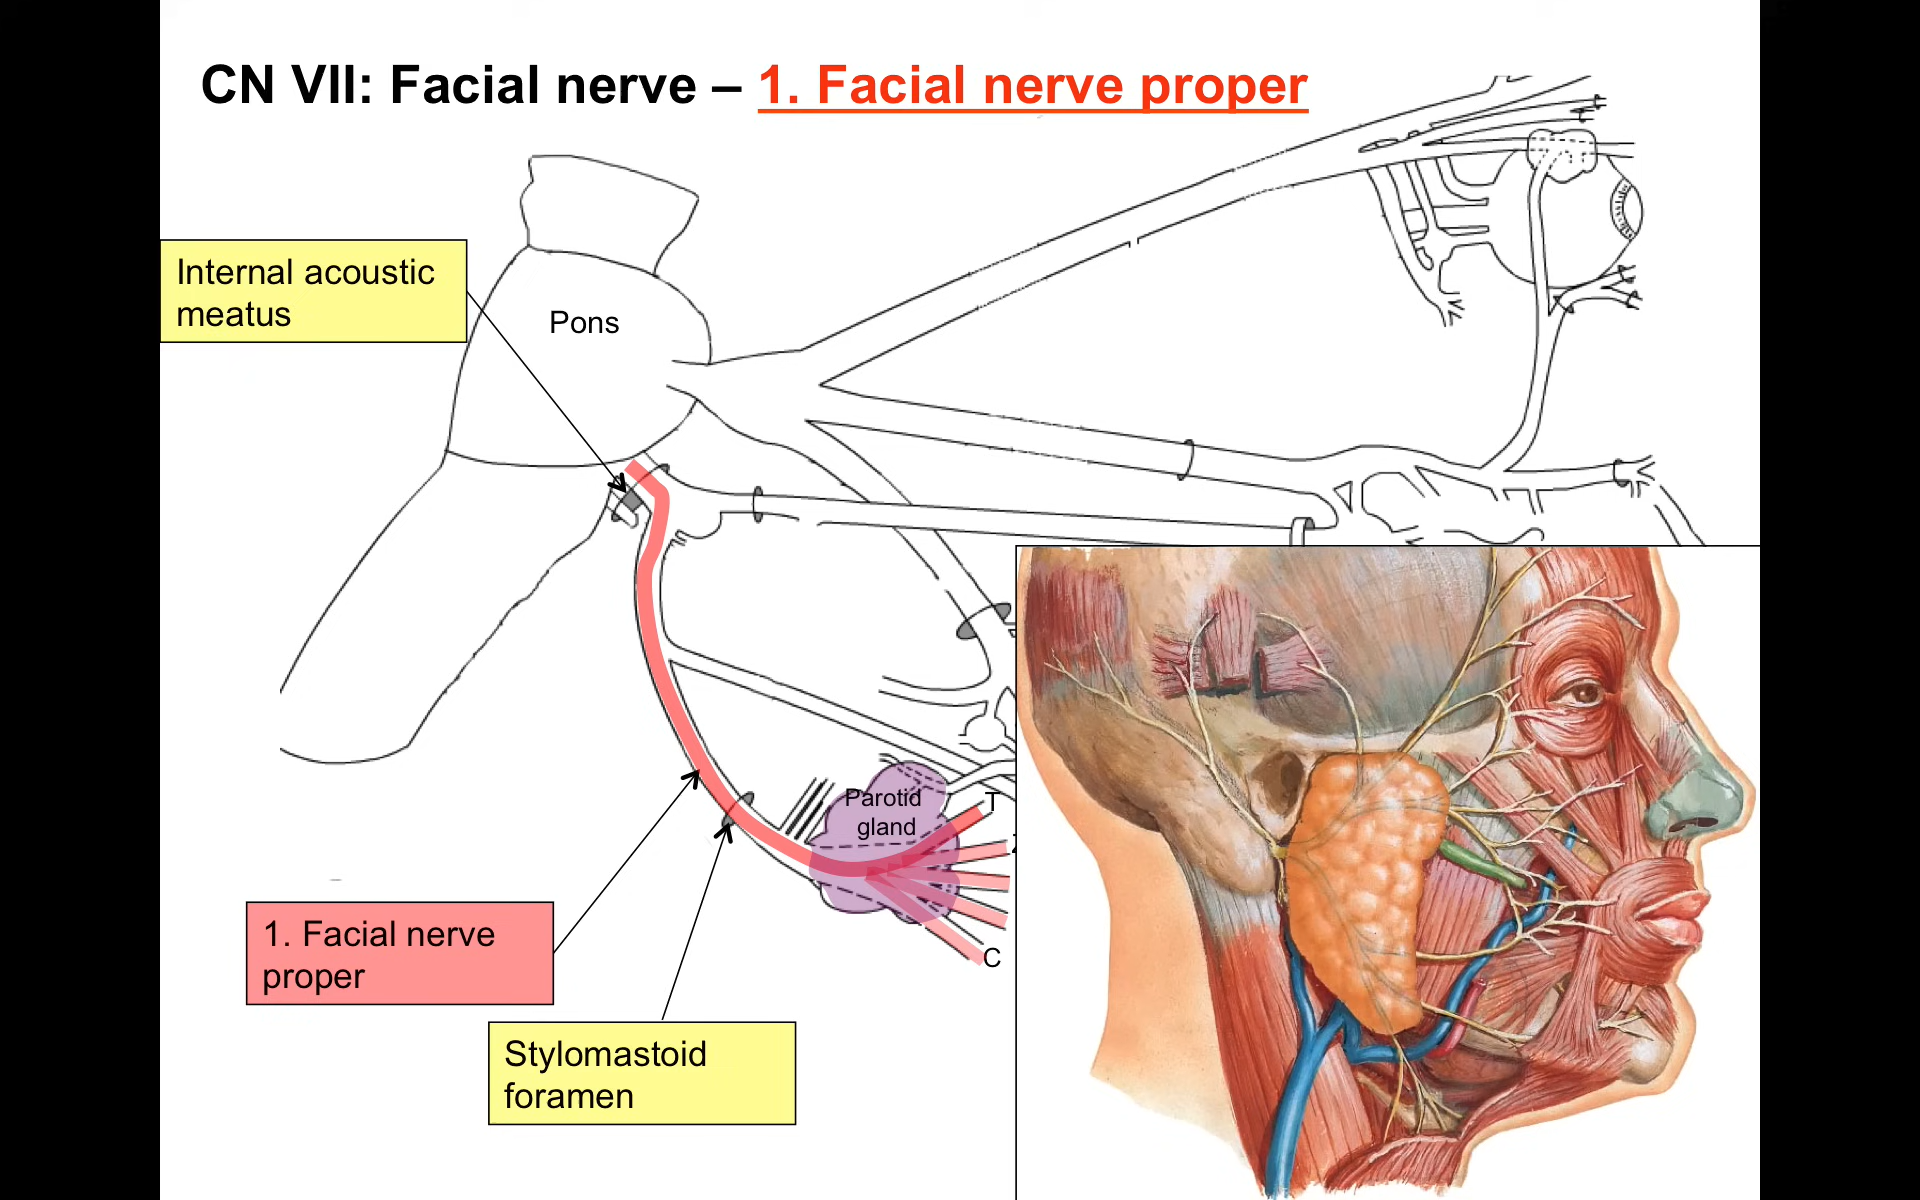 CN VII: Facial nerve – 1. Facial nerve proper
Internal acoustic
meatus
Pons
Parotid
gland
T
C
1. Facial nerve
proper
Stylomastoid
foramen